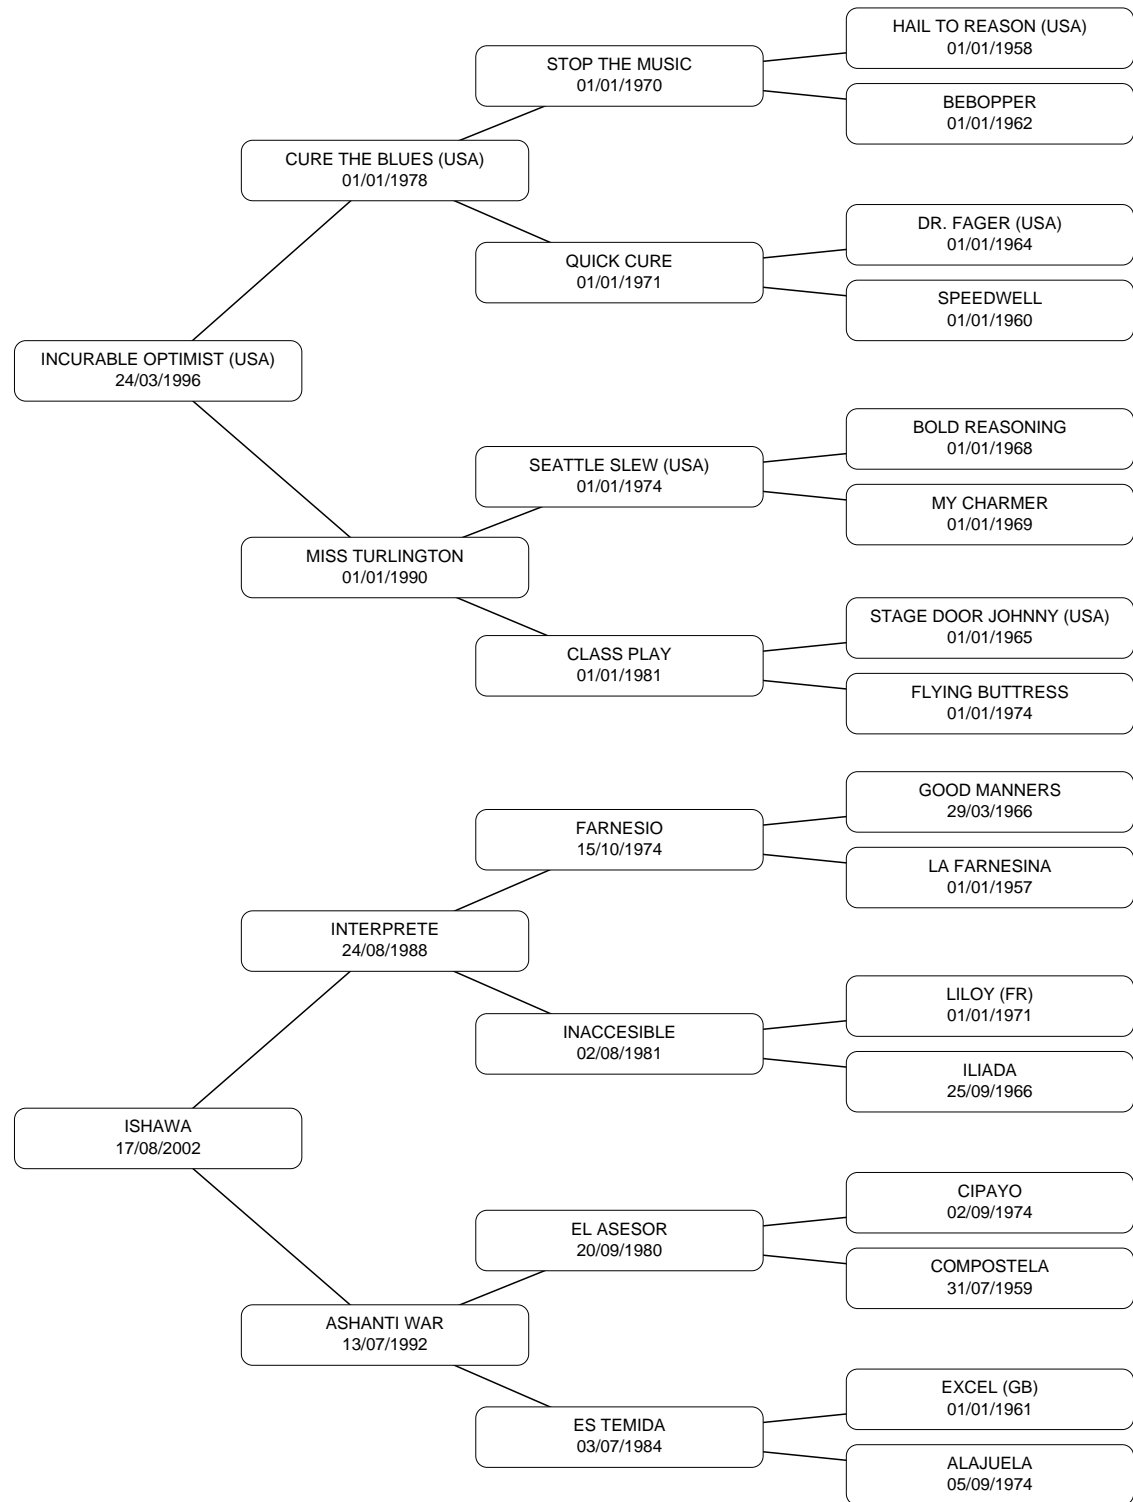 HAIL TO REASON (USA)
01/01/1958
STOP THE MUSIC
01/01/1970
BEBOPPER
01/01/1962
CURE THE BLUES (USA)
01/01/1978
DR. FAGER (USA)
01/01/1964
QUICK CURE
01/01/1971
SPEEDWELL
01/01/1960
INCURABLE OPTIMIST (USA)
24/03/1996
BOLD REASONING
01/01/1968
SEATTLE SLEW (USA)
01/01/1974
MY CHARMER
01/01/1969
MISS TURLINGTON
01/01/1990
STAGE DOOR JOHNNY (USA)
01/01/1965
CLASS PLAY
01/01/1981
FLYING BUTTRESS
01/01/1974
GOOD MANNERS
29/03/1966
FARNESIO
15/10/1974
LA FARNESINA
01/01/1957
INTERPRETE
24/08/1988
LILOY (FR)
01/01/1971
INACCESIBLE
02/08/1981
ILIADA
25/09/1966
ISHAWA
17/08/2002
CIPAYO
02/09/1974
EL ASESOR
20/09/1980
COMPOSTELA
31/07/1959
ASHANTI WAR
13/07/1992
EXCEL (GB)
01/01/1961
ES TEMIDA
03/07/1984
ALAJUELA
05/09/1974